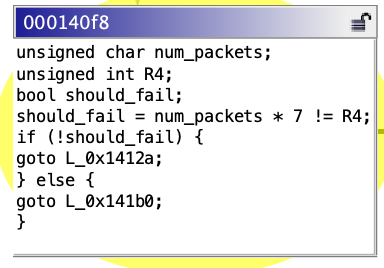 000140f8
unsigned char num_packets;
unsigned int R4;
bool should_fail;
should_fail = num_packets * 7 != R4;
if (!should_fail) {
goto L_0x1412a;
} else {
goto L_0x141b0;
}